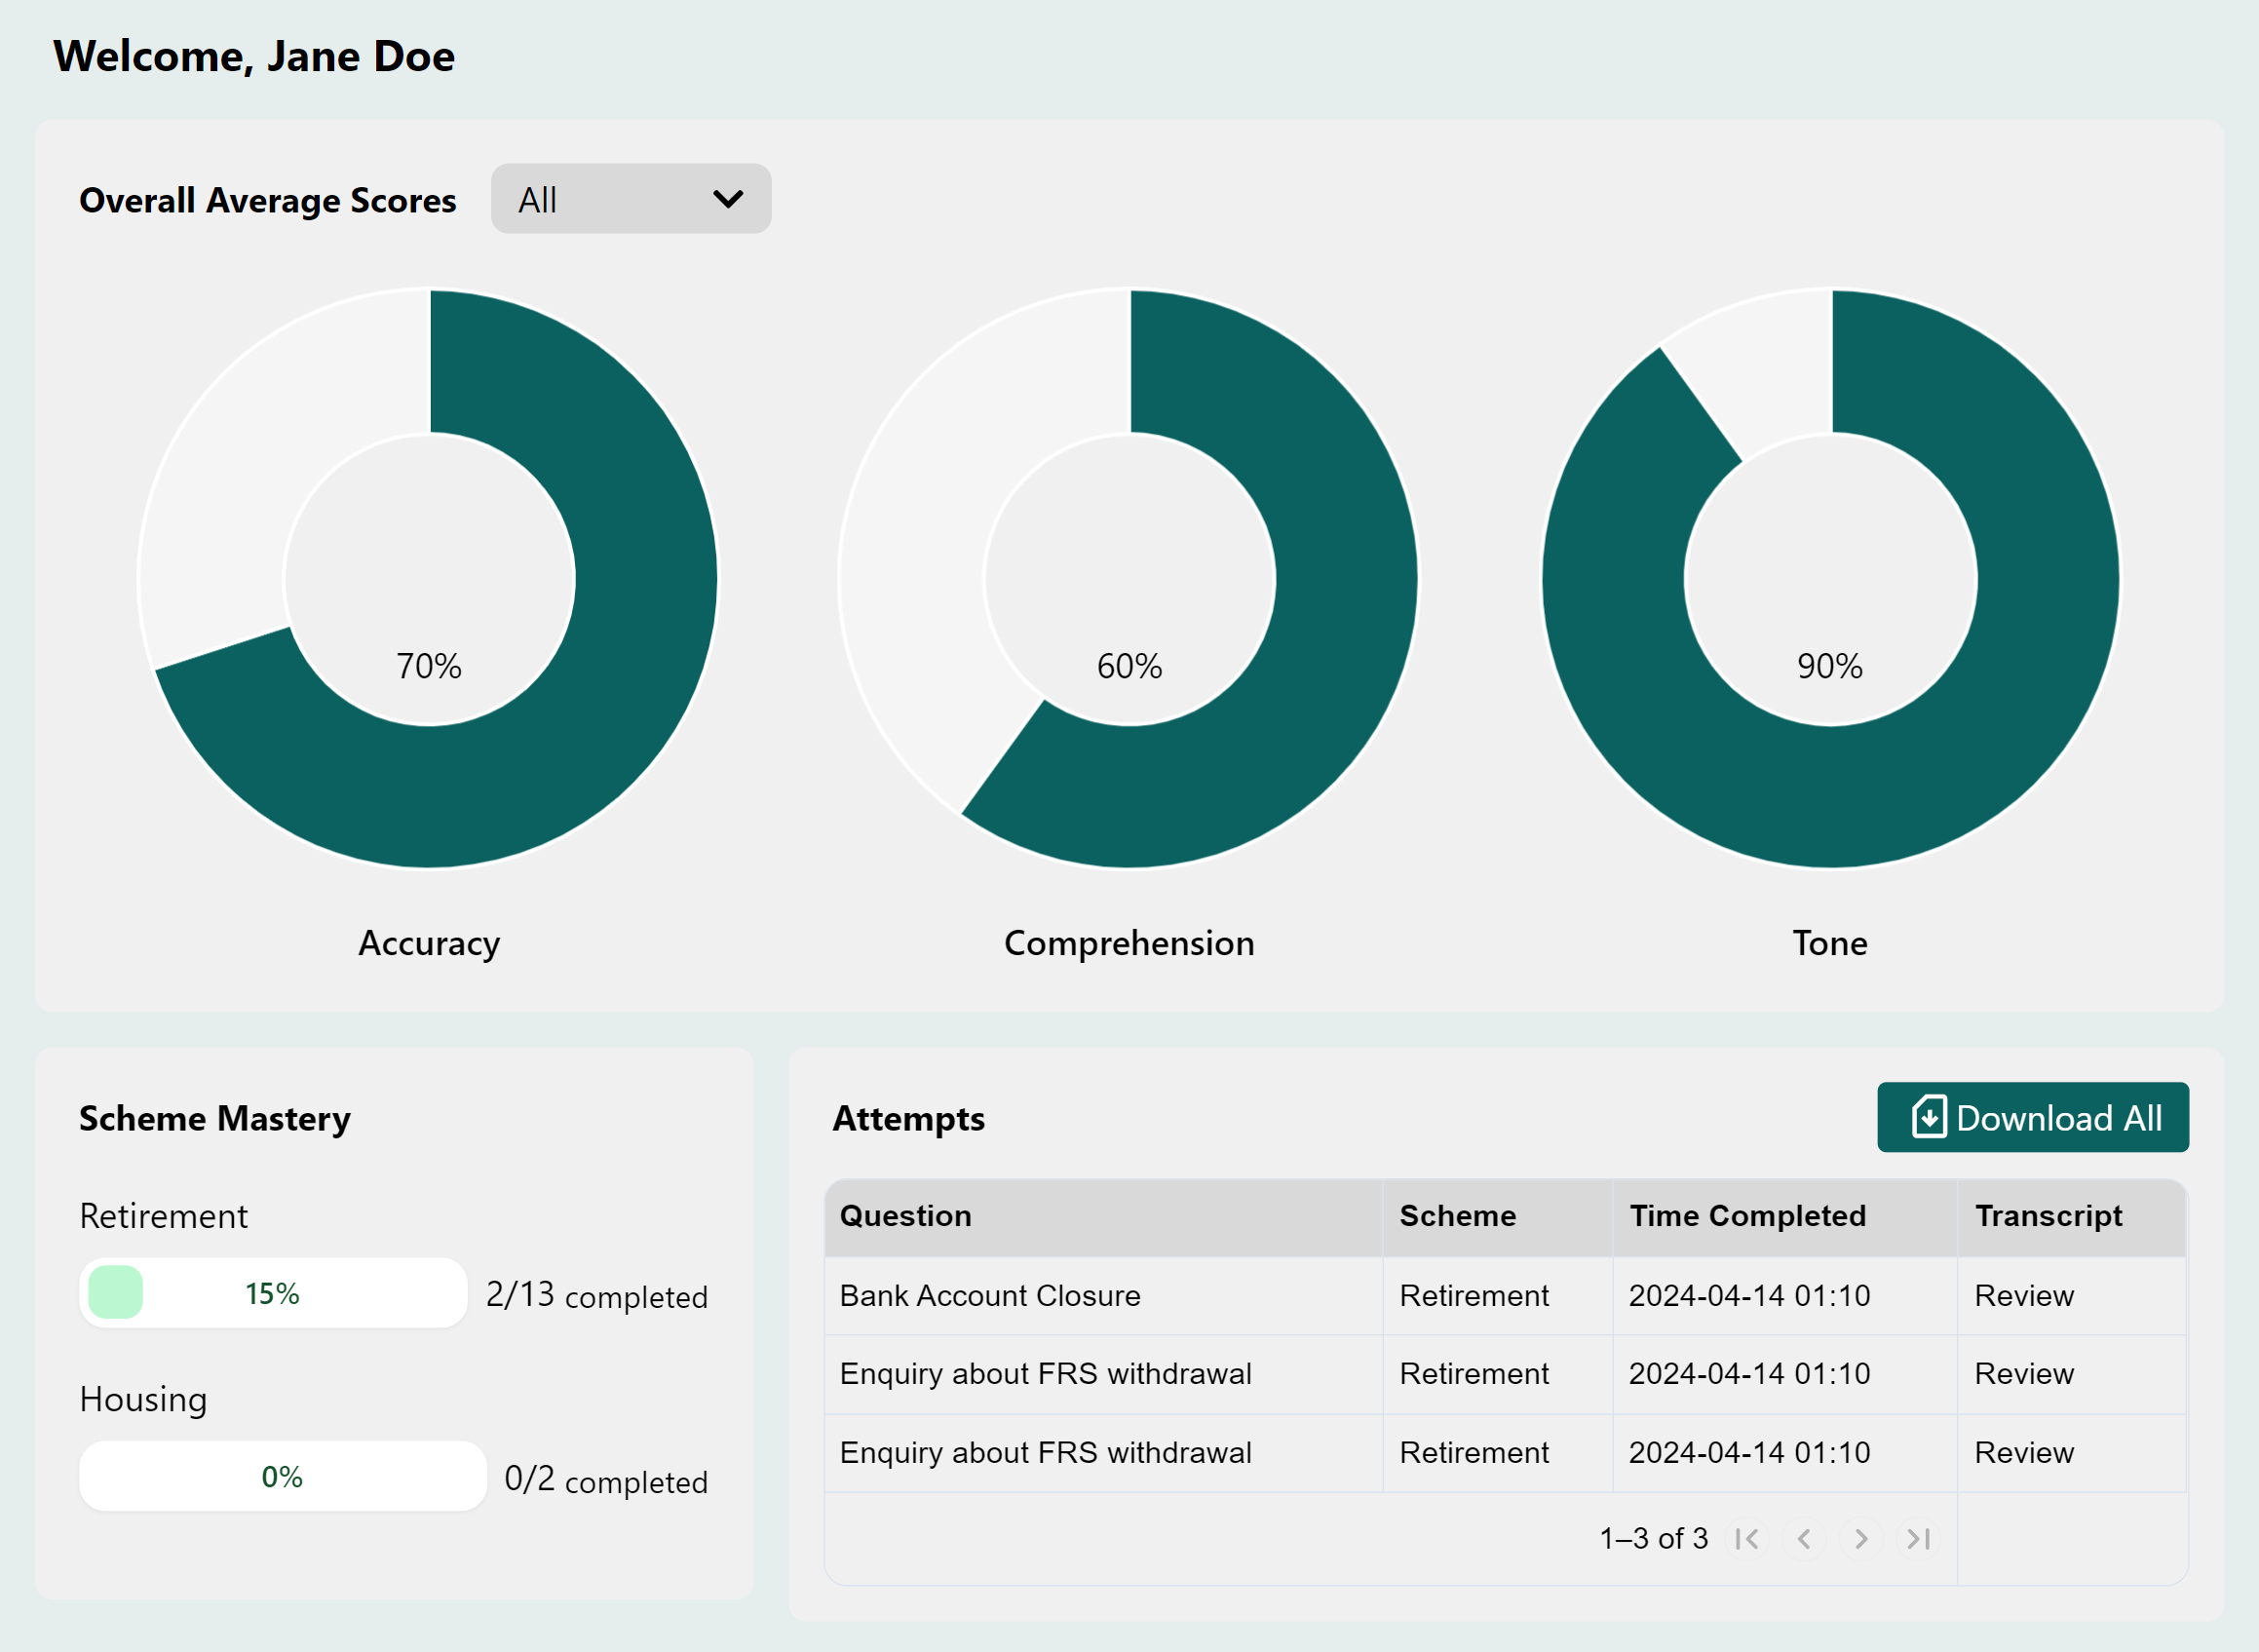 Welcome, Jane Doe
Overall Average Scores
All
70%
60%
90%
Accuracy
Comprehension
Tone
Scheme Mastery
Retirement
15%
2/13 completed
Housing
0%
0/2 completed
Attempts
Download All
Question Scheme Time Completed Transcript
Bank Account Closure Retirement 2024-04-14 01:10 Review
Enquiry about FRS withdrawal Retirement 2024-04-14 01:10 Review
Enquiry about FRS withdrawal Retirement 2024-04-14 01:10 Review
1–3 of 3